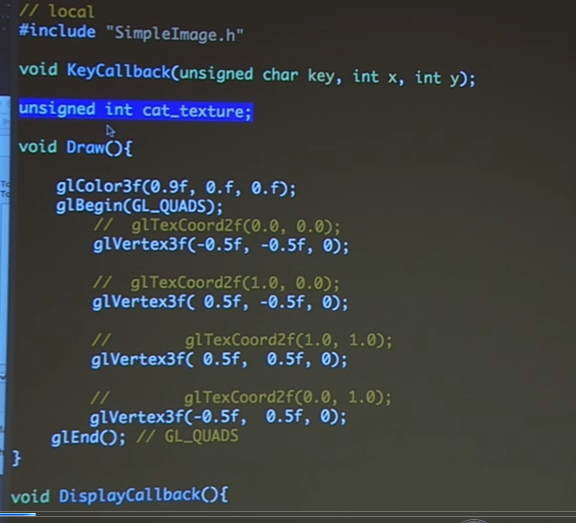 // local
#include "SimpleImage.h"
void KeyCallback(unsigned char key, int x, int y);
unsigned int cat_texture;
void Draw(){
glColor3f(0.9f, 0.f, 0.f);
glBegin(GL_QUADS);
// glTexCoord2f(0.0, 0.0);
glVertex3f(-0.5f, -0.5f, 0);
// glTexCoord2f(1.0, 0.0);
glVertex3f( 0.5f, -0.5f, 0);
// glTexCoord2f(1.0, 1.0);
glVertex3f( 0.5f, 0.5f, 0);
// glTexCoord2f(0.0, 1.0);
glVertex3f(-0.5f, 0.5f, 0);
glEnd(); // GL_QUADS
}
void DisplayCallback(){